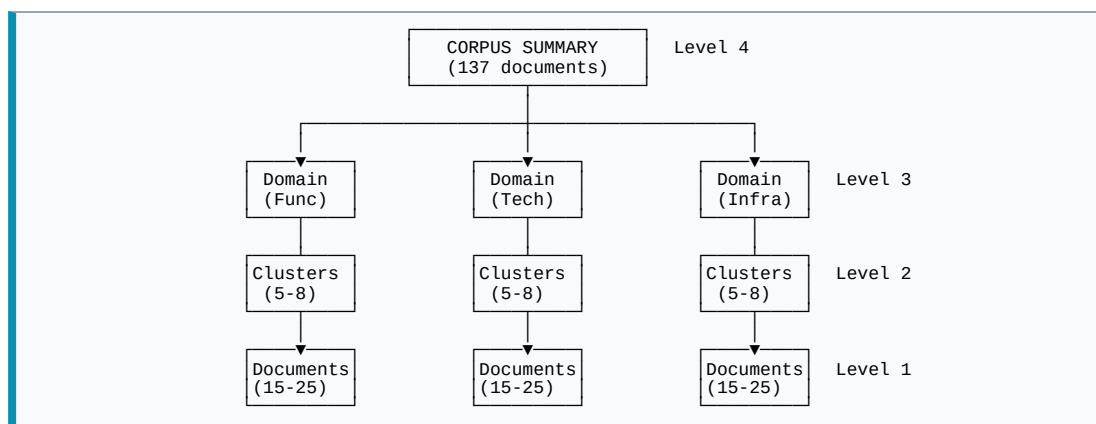 CORPUS SUMMARY Level 4
(137 documents)
Domain Domain Domain Level 3
(Func) (Tech) (Infra)
Clusters Clusters Clusters Level 2
(5-8) (5-8) (5-8)
Documents Documents Documents Level 1
(15-25) (15-25) (15-25)